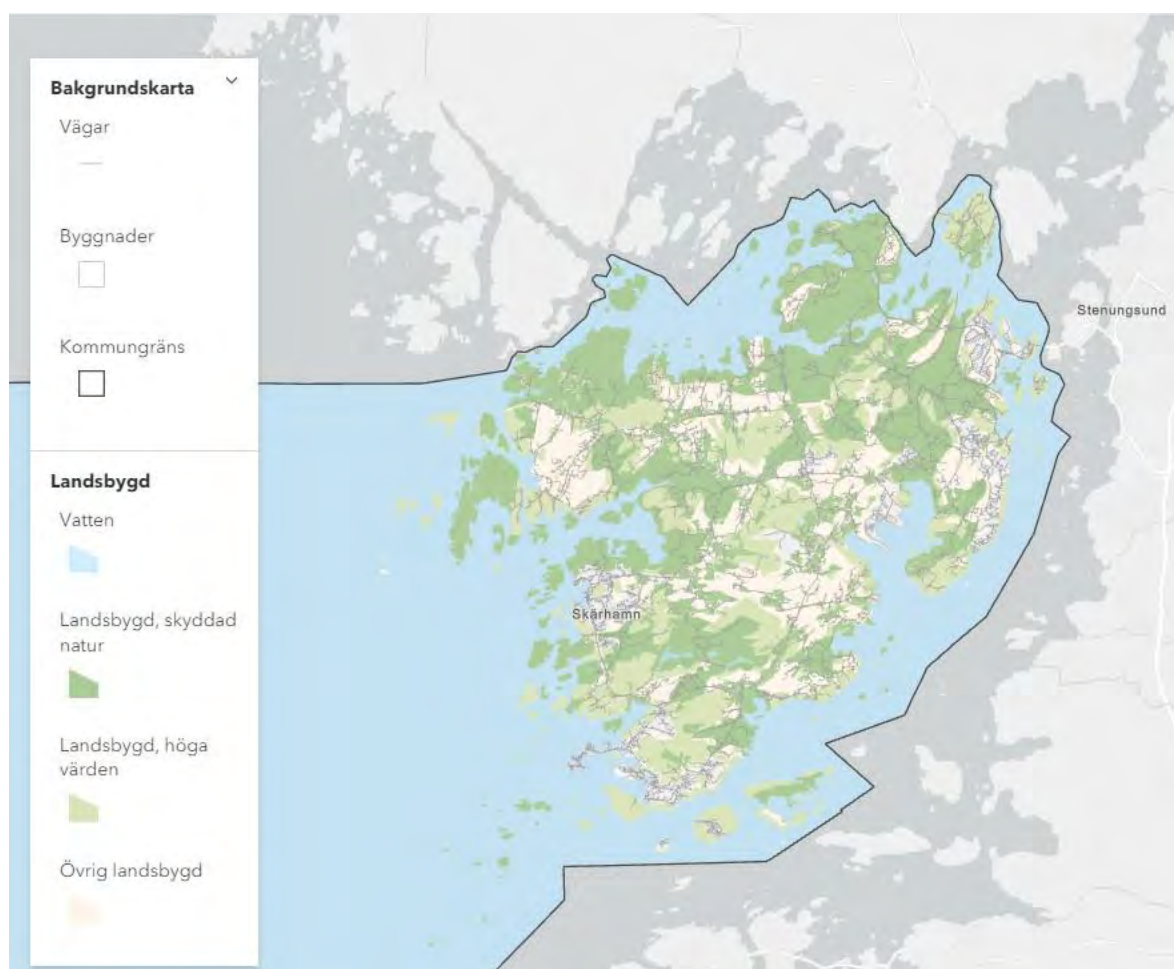 Bakgrundskarta
Vägar
Byggnader
Kommungräns
Landsbygd
Vatten
Landsbygd, skyddad
natur
Landsbygd, höga
värden
Övrig landsbygd
Stenungsund
Skärhamn